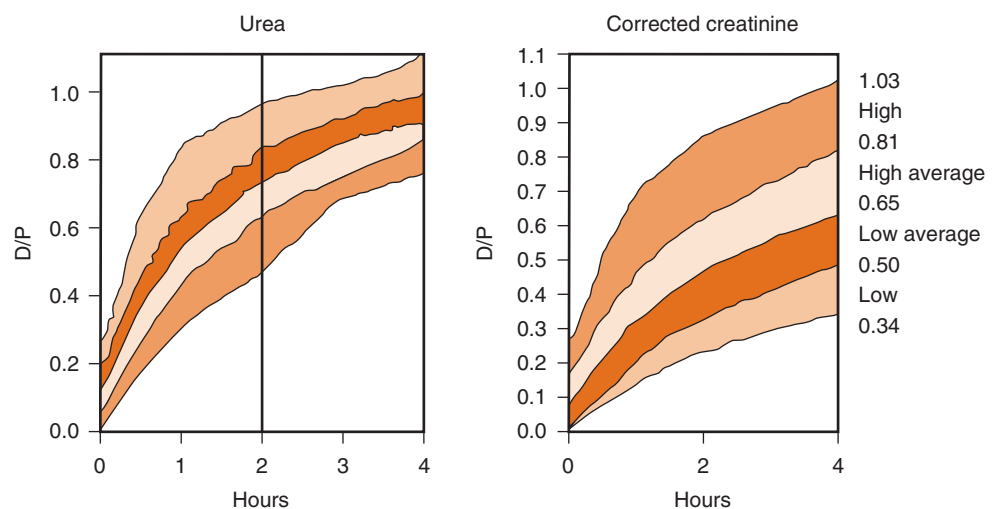 Urea
D/P
1.0
0.8
0.6
0.4
0.2
0.0
0 1 2 3 4
Hours
Corrected creatinine
D/P
1.1
1.0
0.9
0.8
0.7
0.6
0.5
0.4
0.3
0.2
0.1
0.0
0 2 4
Hours
1.03
High
0.81
High average
0.65
Low average
0.50
Low
0.34